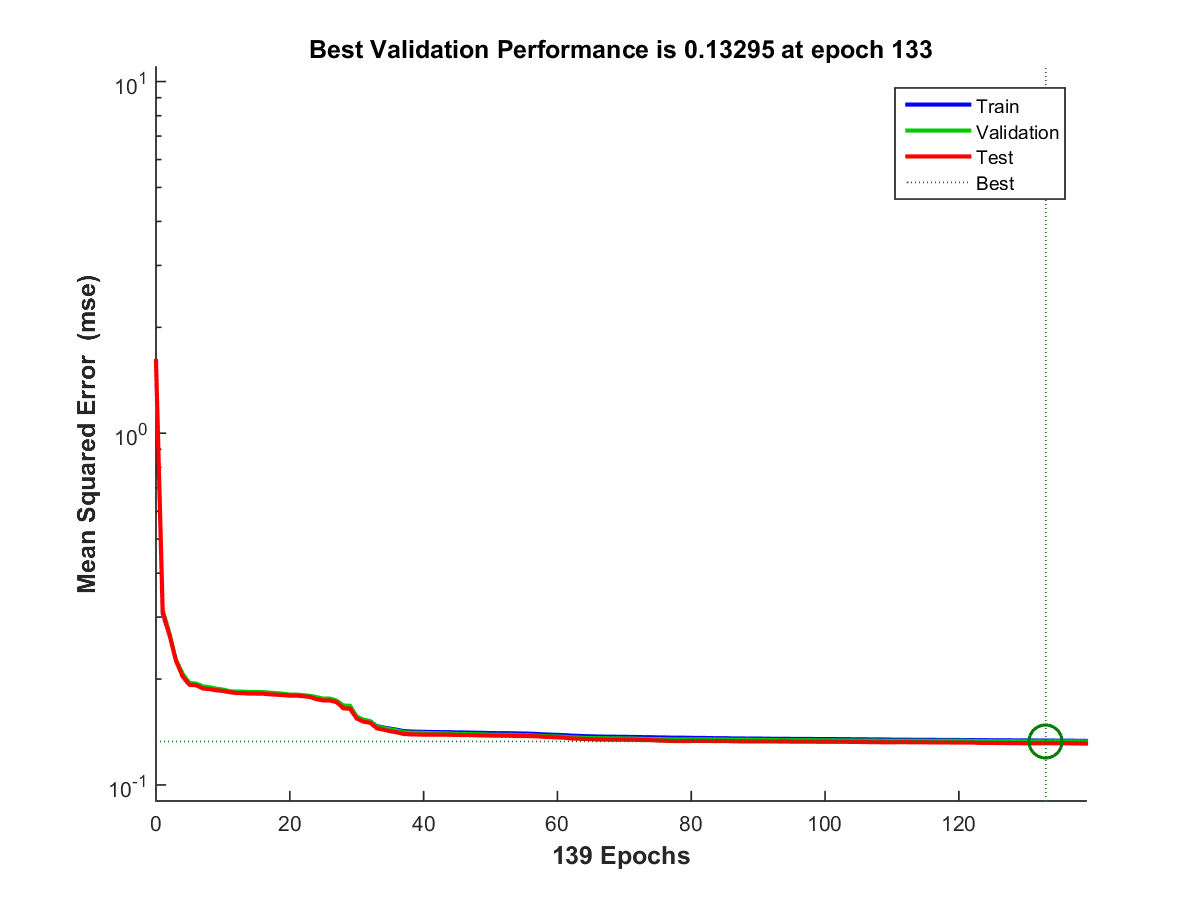 Best Validation Performance is 0.13295 at epoch 133
10^1
Train
Validation
Test
Best
Mean Squared Error (mse)
10^0
10^-1
0 20 40 60 80 100 120
139 Epochs